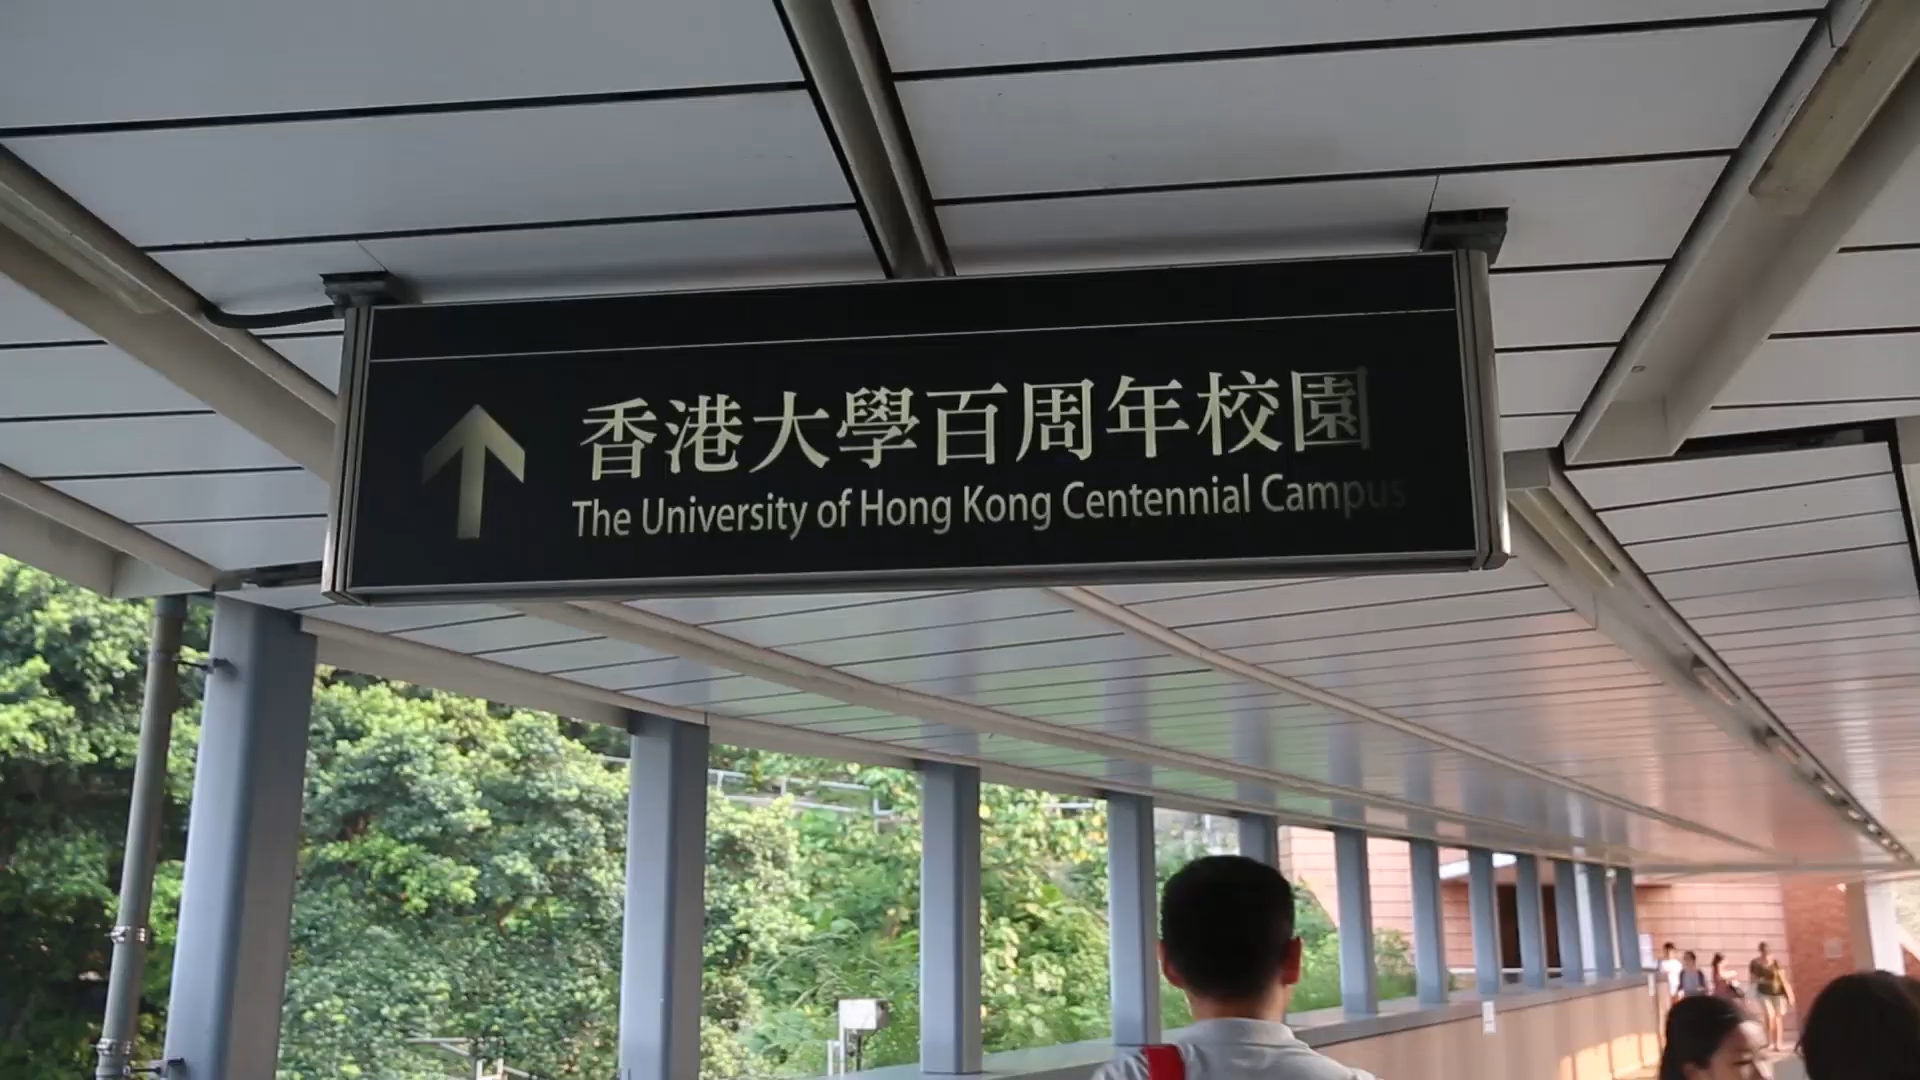 香港大學百周年校園
The University of Hong Kong Centennial Campus